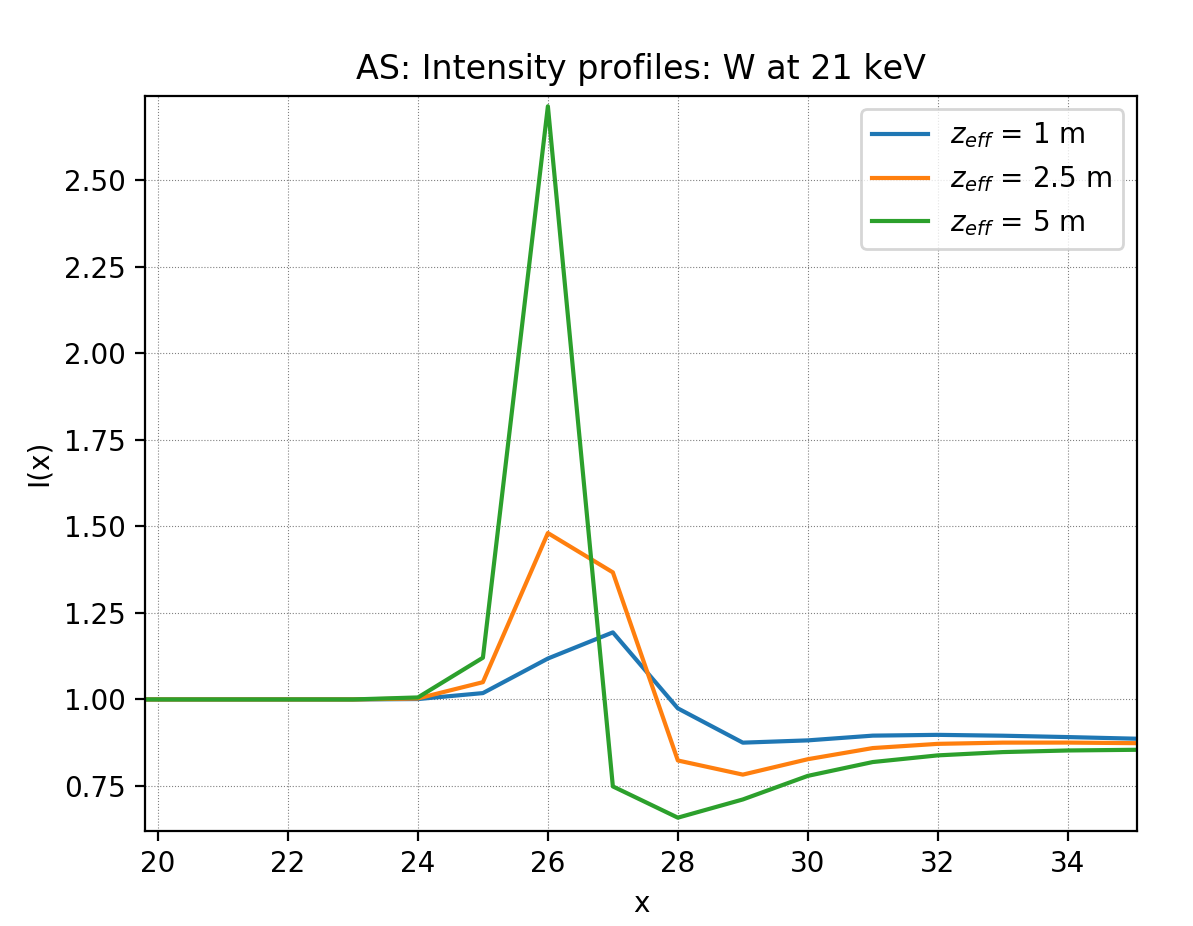 AS: Intensity profiles: W at 21 keV
z_eff = 1 m
z_eff = 2.5 m
z_eff = 5 m
2.50
2.25
2.00
1.75
1.50
1.25
1.00
0.75
I(x)
20 22 24 26 28 30 32 34
x